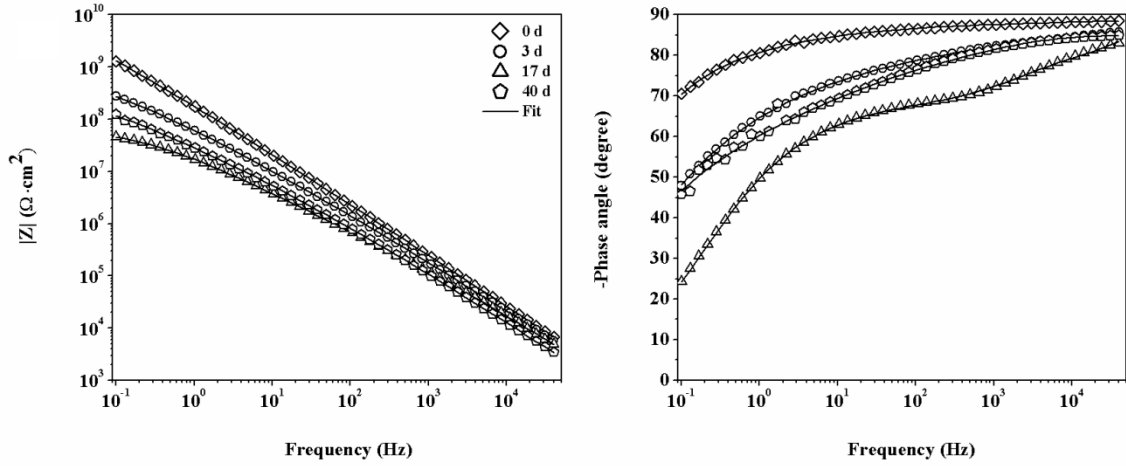 10^10
10^9
10^8
10^7
10^6
10^5
10^4
10^3
|Z| (Ω·cm²)
0 d
3 d
17 d
40 d
Fit
10^-1 10^0 10^1 10^2 10^3 10^4
Frequency (Hz)
90
80
70
60
50
40
30
20
10
0
-Phase angle (degree)
10^-1 10^0 10^1 10^2 10^3 10^4
Frequency (Hz)